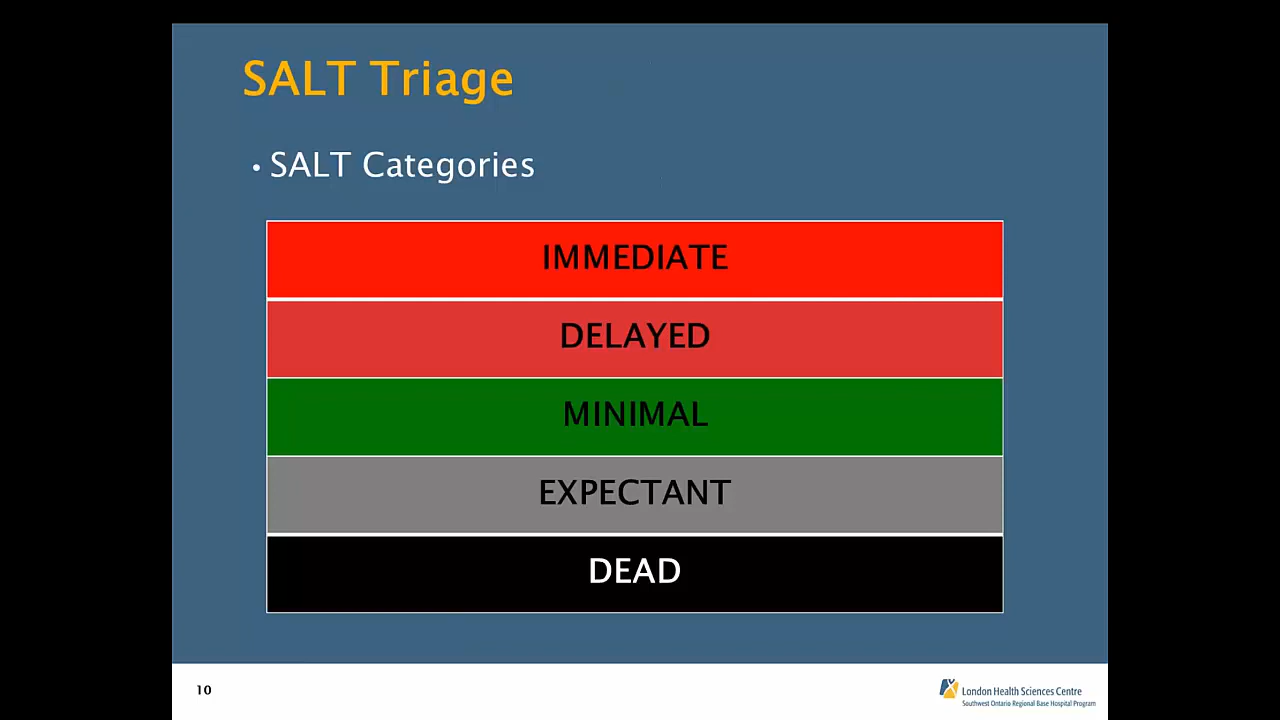 SALT Triage
• SALT Categories
IMMEDIATE
DELAYED
MINIMAL
EXPECTANT
DEAD
10
London Health Sciences Centre
Southwest Ontario Regional Base Hospital Program